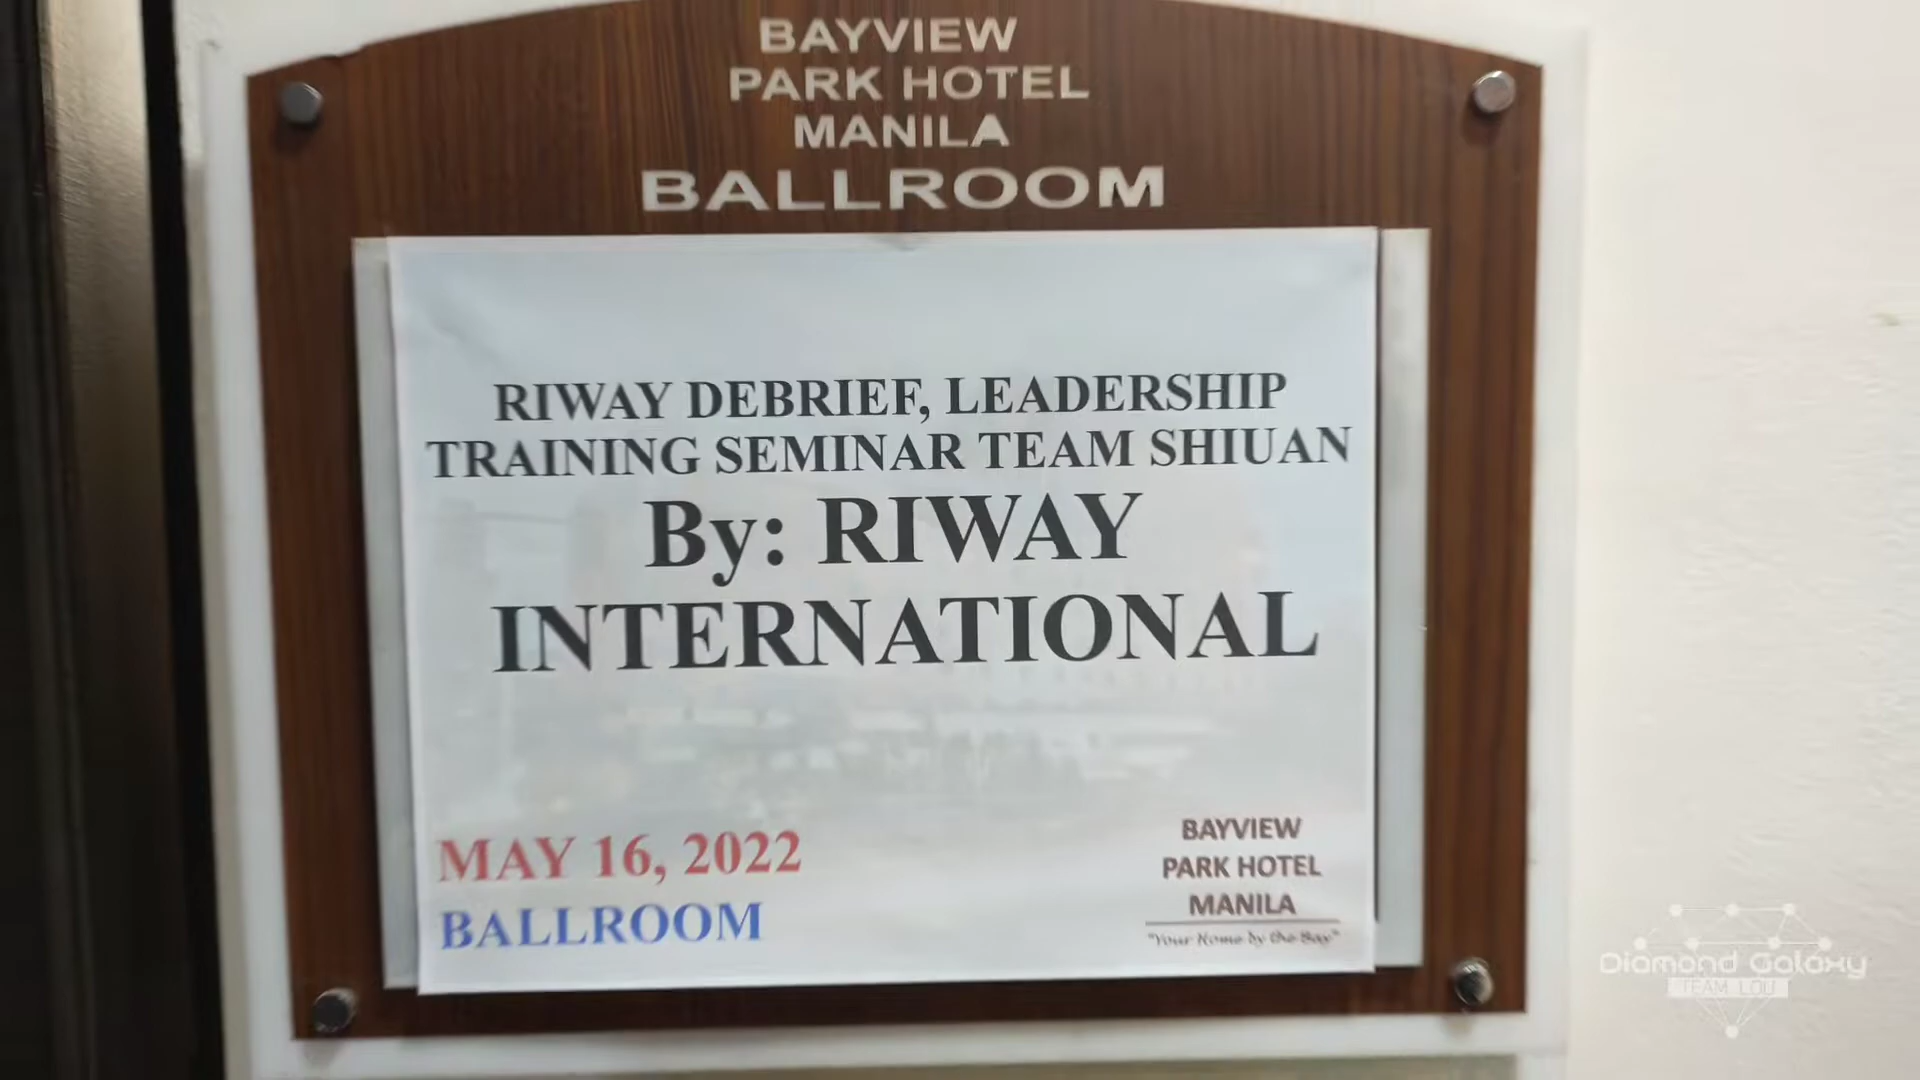 BAYVIEW
PARK HOTEL
MANILA
BALLROOM
RIWAY DEBRIEF, LEADERSHIP
TRAINING SEMINAR TEAM SHIUAN
By: RIWAY
INTERNATIONAL
MAY 16, 2022
BALLROOM
BAYVIEW
PARK HOTEL
MANILA
"Your Home by the Bay"
Diamond Galaxy
TEAM LOU